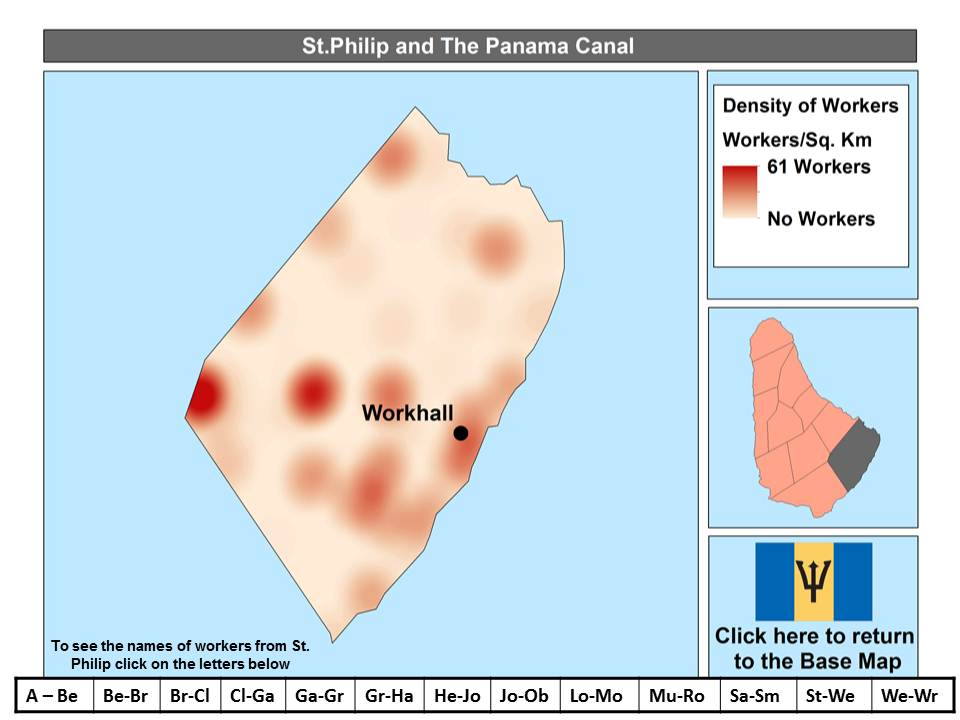 St.Philip and The Panama Canal
Density of Workers
Workers/Sq. Km
61 Workers
No Workers
Workhall
Click here to return
to the Base Map
To see the names of workers from St.
Philip click on the letters below
A – Be Be-Br Br-Cl Cl-Ga Ga-Gr Gr-Ha He-Jo Jo-Ob Lo-Mo Mu-Ro Sa-Sm St-We We-Wr